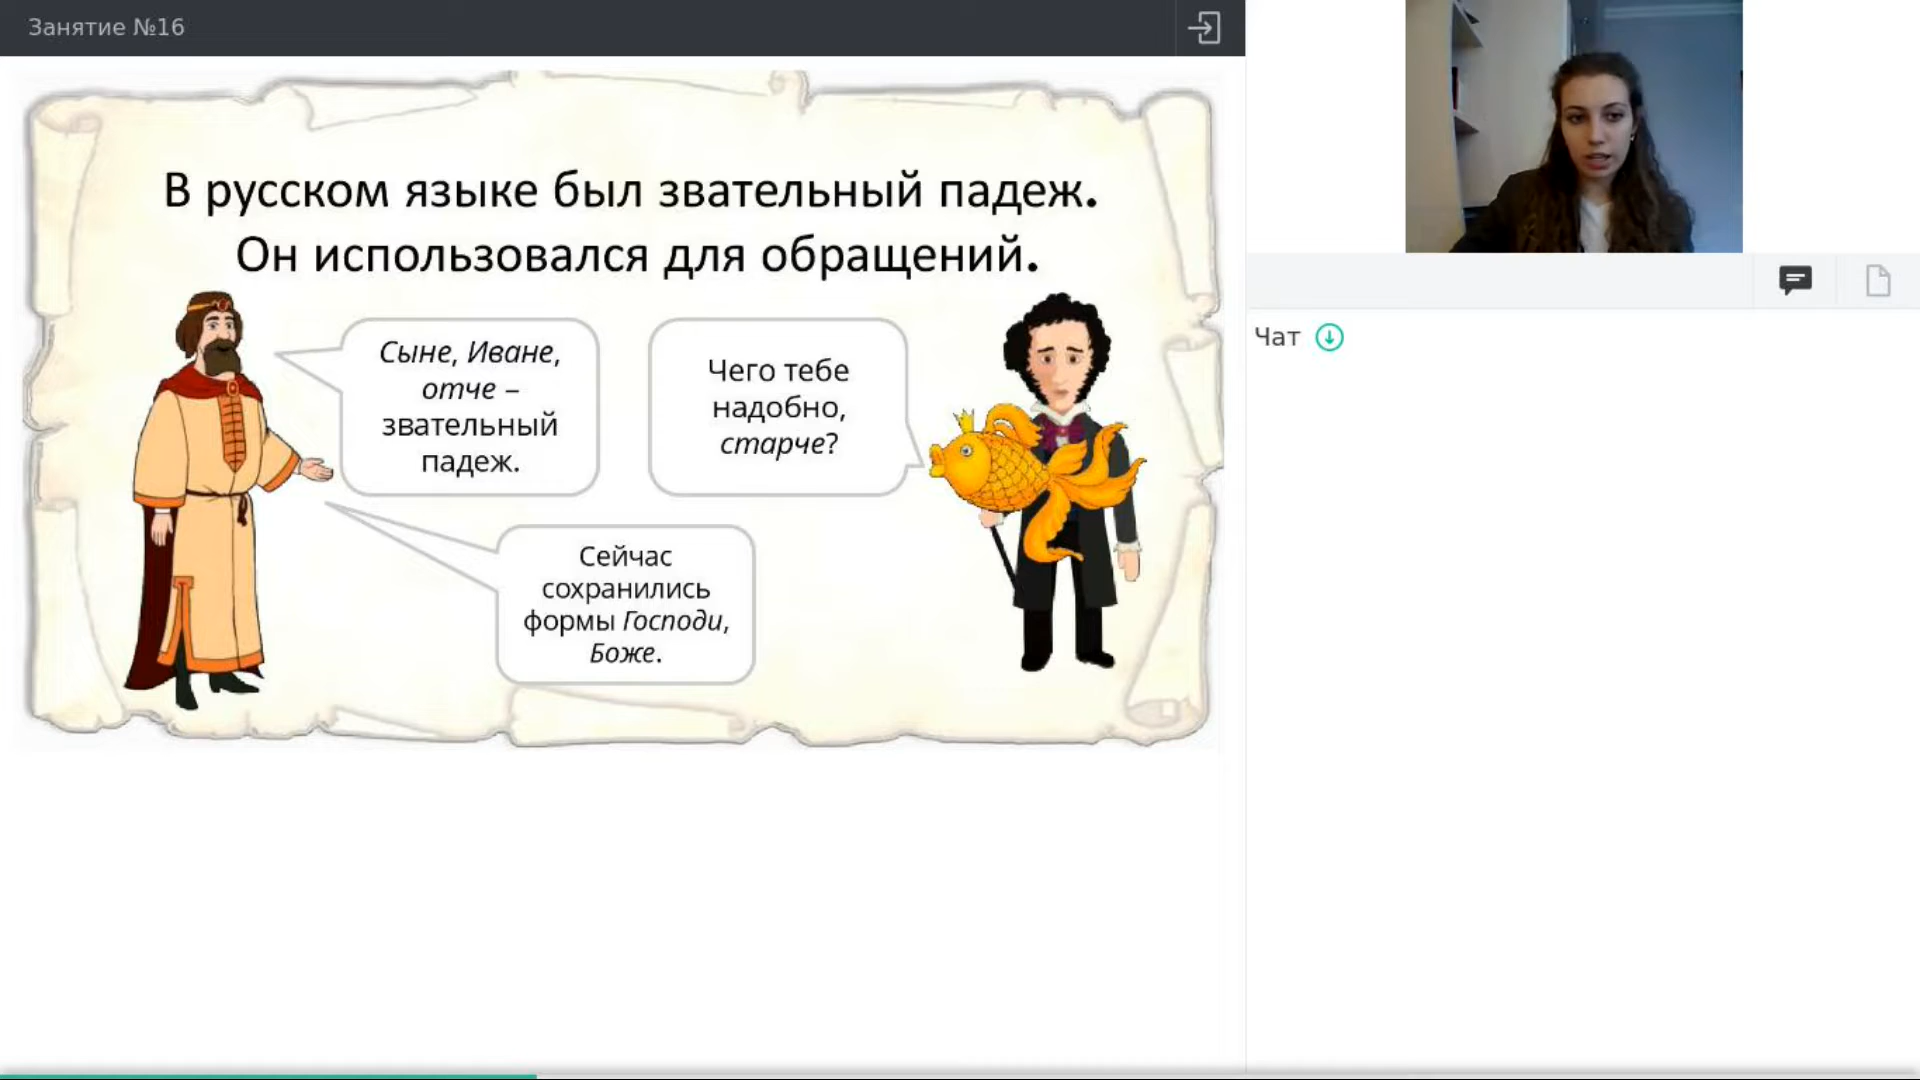 Занятие №16
В русском языке был звательный падеж.
Он использовался для обращений.
Сыне, Иване,
отче –
звательный
падеж.
Чего тебе
надобно,
старче?
Сейчас
сохранились
формы Господи,
Боже.
Чат